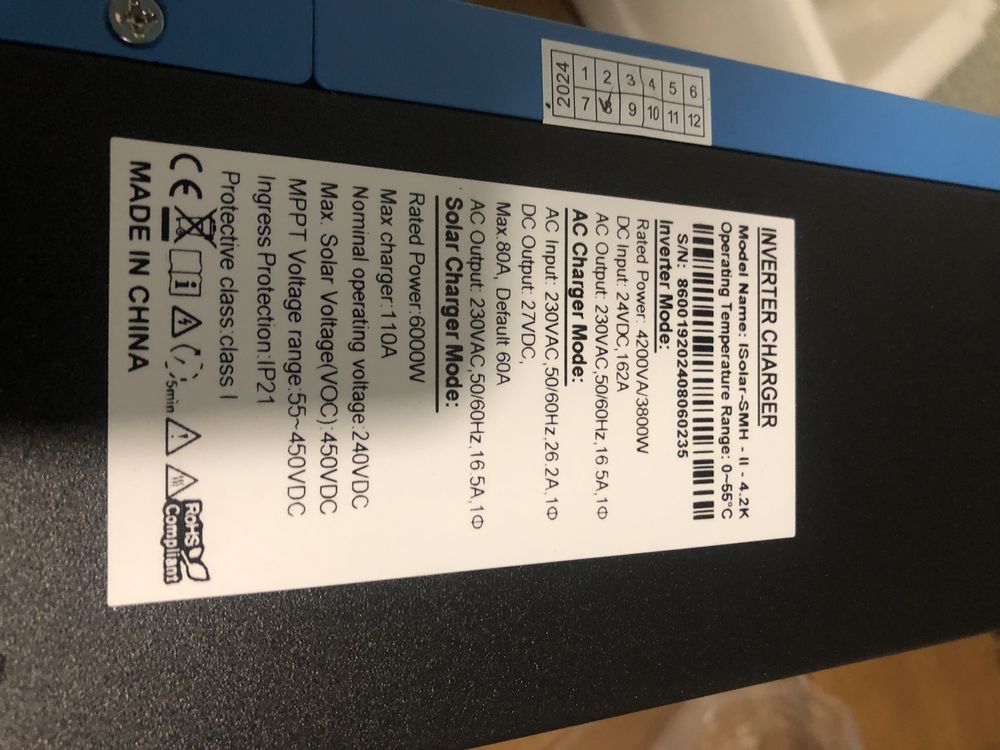 INVERTER CHARGER
Model Name: ISolar-SMH - II - 4.2K
Operating Temperature Range: 0~55°C
S/N: 860019202408060235
Inverter Mode:
Rated Power: 4200VA/3800W
DC Input: 24VDC,162A
AC Output: 230VAC,50/60Hz,16.5A,1Φ
AC Charger Mode:
AC Input: 230VAC,50/60Hz,26.2A,1Φ
DC Output: 27VDC,
Max.80A, Default 60A
AC Output: 230VAC,50/60Hz,16.5A,1Φ
Solar Charger Mode:
Rated Power:6000W
Max charger:110A
Nominal operating voltage:240VDC
Max. Solar Voltage(VOC):450VDC
MPPT Voltage range:55~450VDC
Ingress Protection:IP21
Protective class:class I
CE 5min RoHS
Compliant
MADE IN CHINA
2024 1 2 3 4 5 6
7 8 9 10 11 12